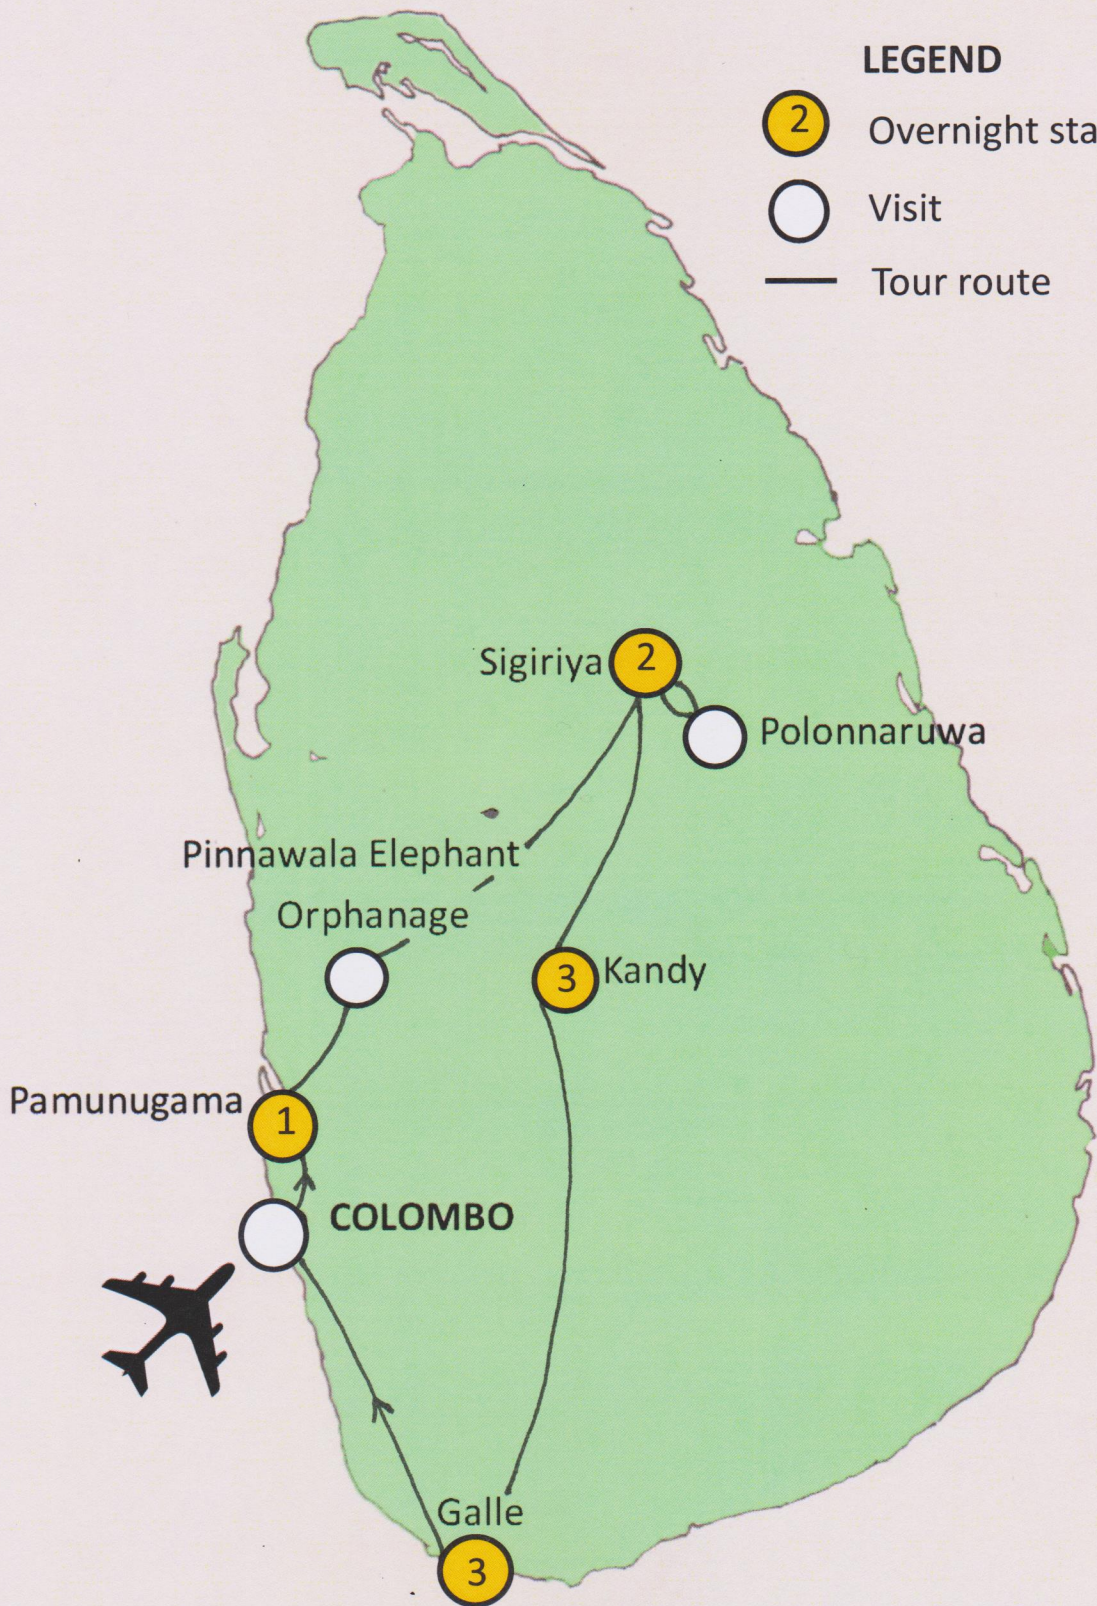 LEGEND
2 Overnight sta
Visit
Tour route
Sigiriya 2
Polonnaruwa
Pinnawala Elephant
Orphanage
3 Kandy
Pamunugama
1
COLOMBO
Galle
3